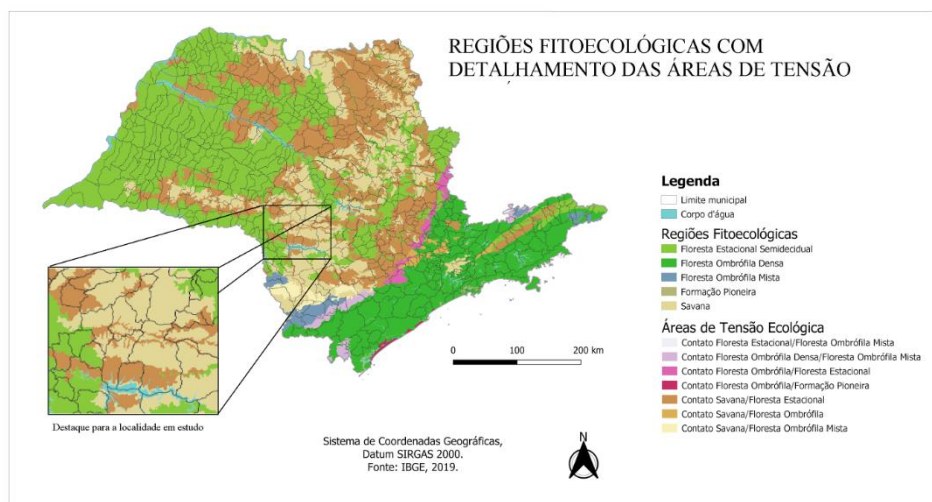 REGIÕES FITOECOLÓGICAS COM
DETALHAMENTO DAS ÁREAS DE TENSÃO
Legenda
Limite municipal
Corpo d'água
Regiões Fitoecológicas
Floresta Estacional Semidecidual
Floresta Ombrófila Densa
Floresta Ombrófila Mista
Formação Pioneira
Savana
Áreas de Tensão Ecológica
Contato Floresta Estacional/Floresta Ombrófila Mista
Contato Floresta Ombrófila Densa/Floresta Ombrófila Mista
Contato Floresta Ombrófila/Floresta Estacional
Contato Floresta Ombrófila/Formação Pioneira
Contato Savana/Floresta Estacional
Contato Savana/Floresta Ombrófila
Contato Savana/Floresta Ombrófila Mista
0 100 200 km
Destaque para a localidade em estudo
Sistema de Coordenadas Geográficas,
Datum SIRGAS 2000.
Fonte: IBGE, 2019.
N